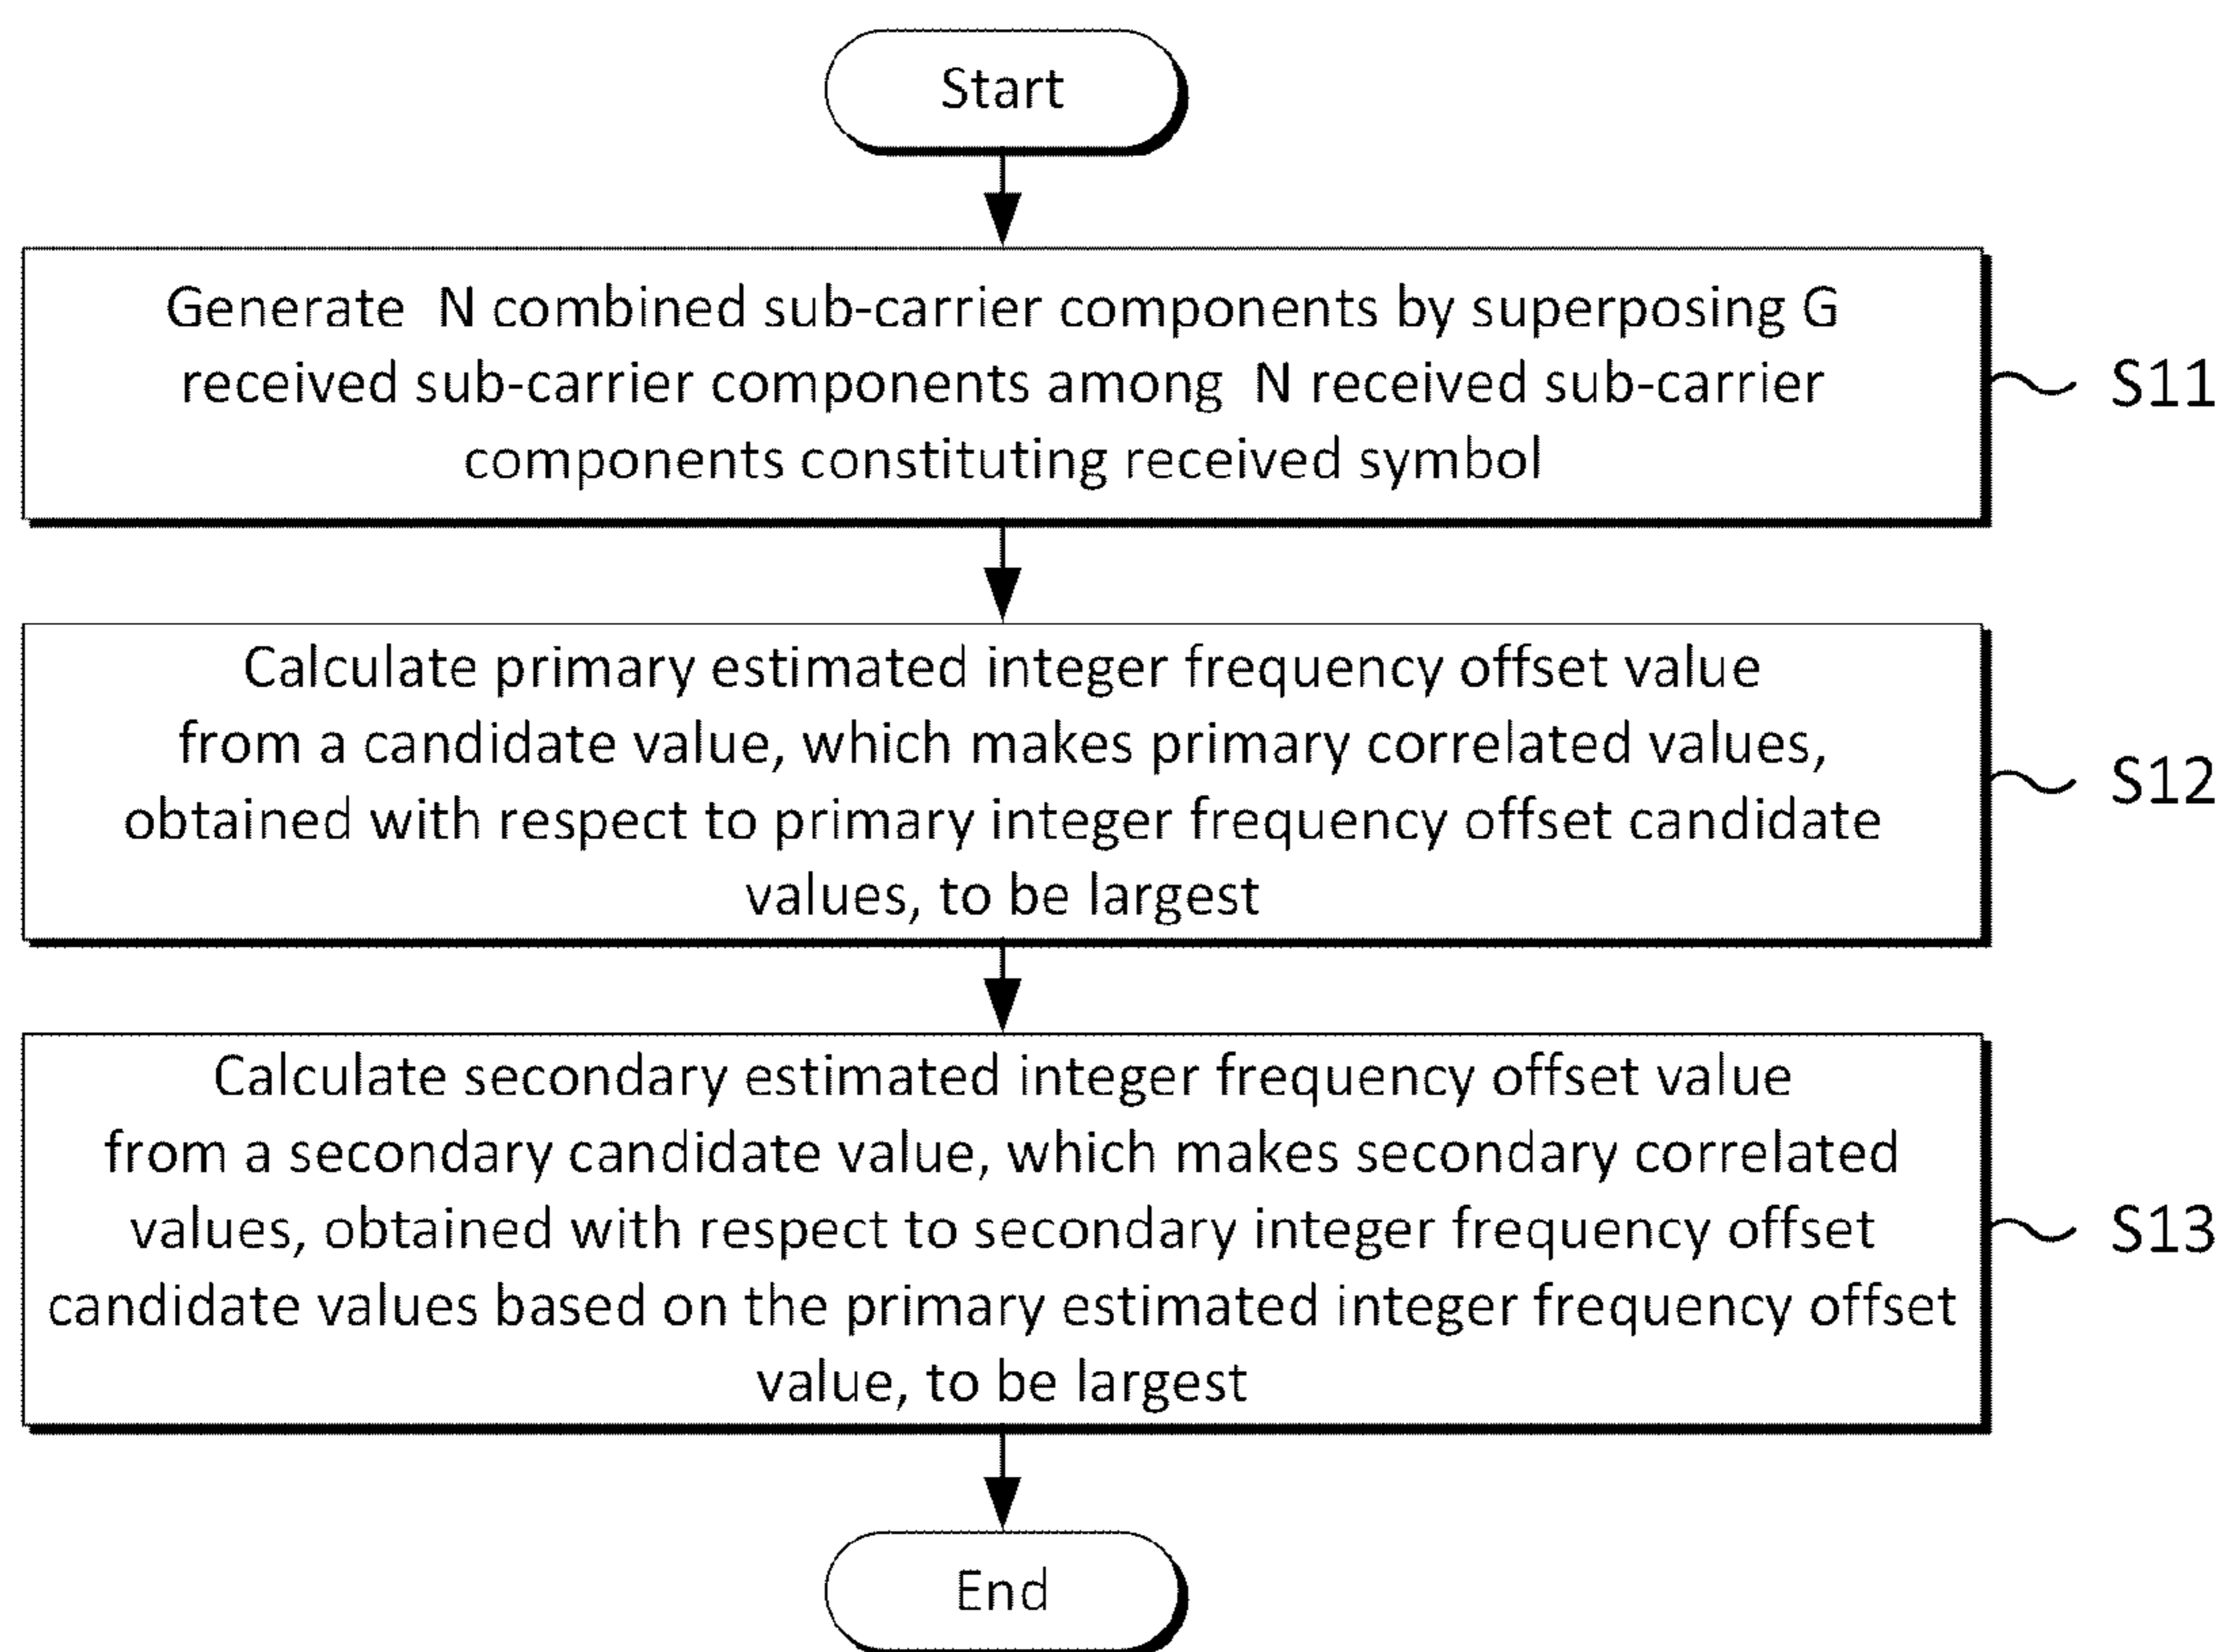 Start
Generate N combined sub-carrier components by superposing G
received sub-carrier components among N received sub-carrier
components constituting received symbol
S11
Calculate primary estimated integer frequency offset value
from a candidate value, which makes primary correlated values,
obtained with respect to primary integer frequency offset candidate
values, to be largest
S12
Calculate secondary estimated integer frequency offset value
from a secondary candidate value, which makes secondary correlated
values, obtained with respect to secondary integer frequency offset
candidate values based on the primary estimated integer frequency offset
value, to be largest
S13
End